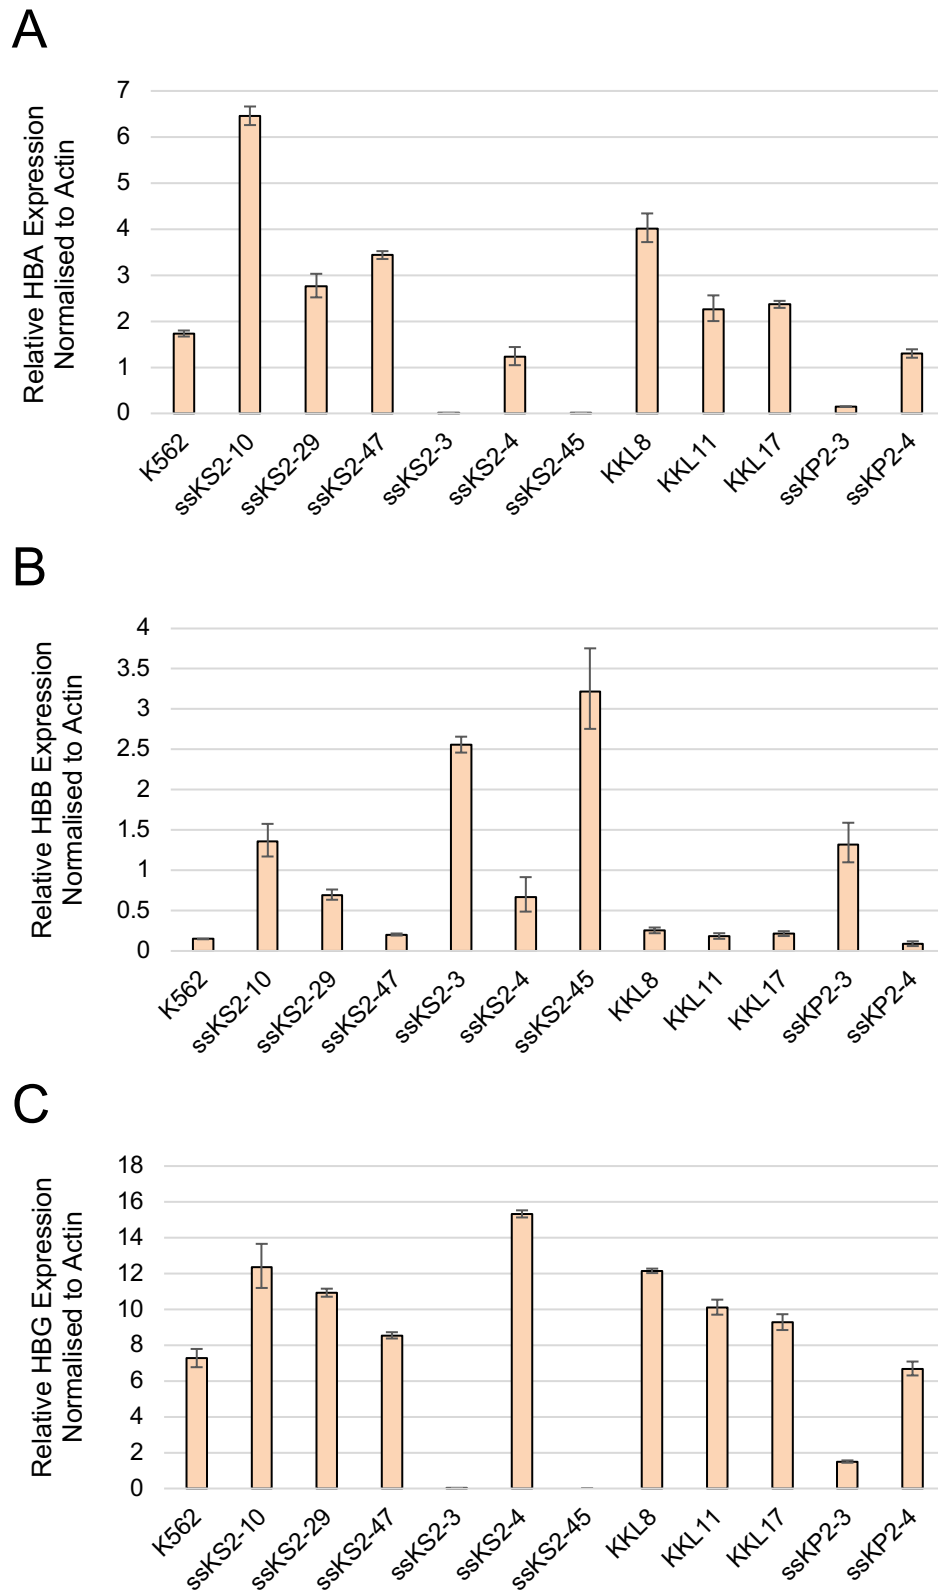 A
Relative HBA Expression
Normalised to Actin
7
6
5
4
3
2
1
0
K562
ssKS2-10
ssKS2-29
ssKS2-47
ssKS2-3
ssKS2-4
ssKS2-45
KKL8
KKL11
KKL17
ssKP2-3
ssKP2-4
B
Relative HBB Expression
Normalised to Actin
4
3.5
3
2.5
2
1.5
1
0.5
0
K562
ssKS2-10
ssKS2-29
ssKS2-47
ssKS2-3
ssKS2-4
ssKS2-45
KKL8
KKL11
KKL17
ssKP2-3
ssKP2-4
C
Relative HBG Expression
Normalised to Actin
18
16
14
12
10
8
6
4
2
0
K562
ssKS2-10
ssKS2-29
ssKS2-47
ssKS2-3
ssKS2-4
ssKS2-45
KKL8
KKL11
KKL17
ssKP2-3
ssKP2-4